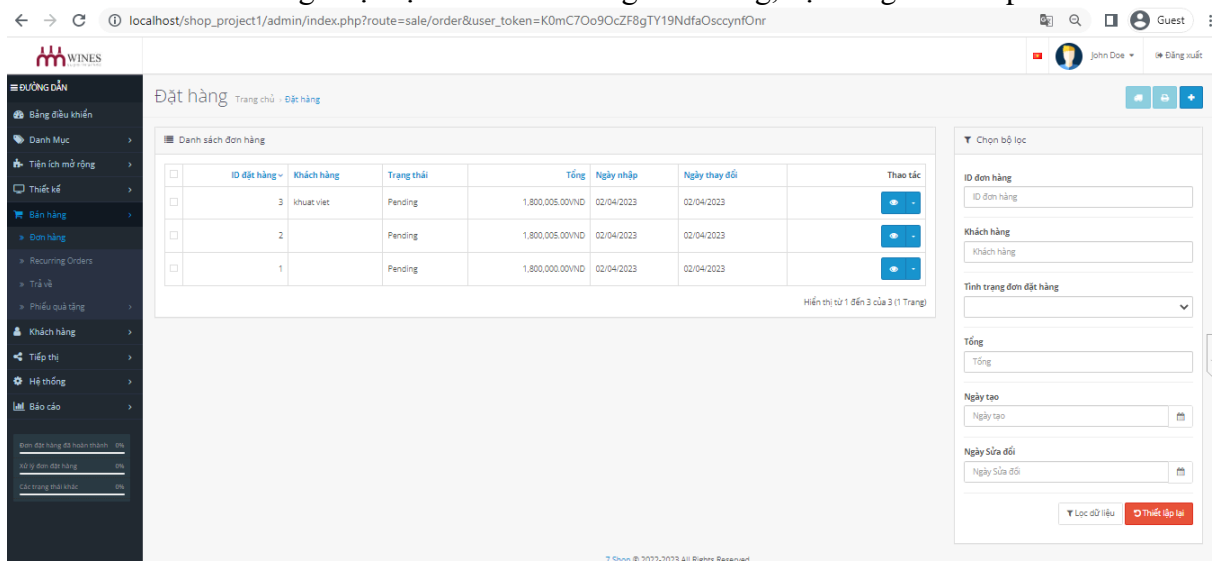 localhost/shop_project1/admin/index.php?route=sale/order&user_token=K0mC7Oo9OcZF8gTY19NdfaOsccynfOnr
Guest
WINES
John Doe
Đăng xuất
ĐƯỜNG DẪN
Đặt hàng Trang chủ › Đặt hàng
Bảng điều khiển
Danh Mục
Tiện ích mở rộng
Thiết kế
Bán hàng
» Đơn hàng
» Recurring Orders
» Trả về
» Phiếu quà tặng
Khách hàng
Tiếp thị
Hệ thống
Báo cáo
Đơn đặt hàng đã hoàn thành 0%
Xử lý đơn đặt hàng 0%
Các trạng thái khác 0%
Danh sách đơn hàng
ID đặt hàng Khách hàng Trạng thái Tổng Ngày nhập Ngày thay đổi Thao tác
3 khuat viet Pending 1,800,005.00VND 02/04/2023 02/04/2023
2 Pending 1,800,005.00VND 02/04/2023 02/04/2023
1 Pending 1,800,000.00VND 02/04/2023 02/04/2023
Hiển thị từ 1 đến 3 của 3 (1 Trang)
Chọn bộ lọc
ID đơn hàng
ID đơn hàng
Khách hàng
Khách hàng
Tình trạng đơn đặt hàng
Tổng
Tổng
Ngày tạo
Ngày tạo
Ngày Sửa đổi
Ngày Sửa đổi
Lọc dữ liệu
Thiết lập lại
Z Shop © 2022-2023 All Rights Reserved.